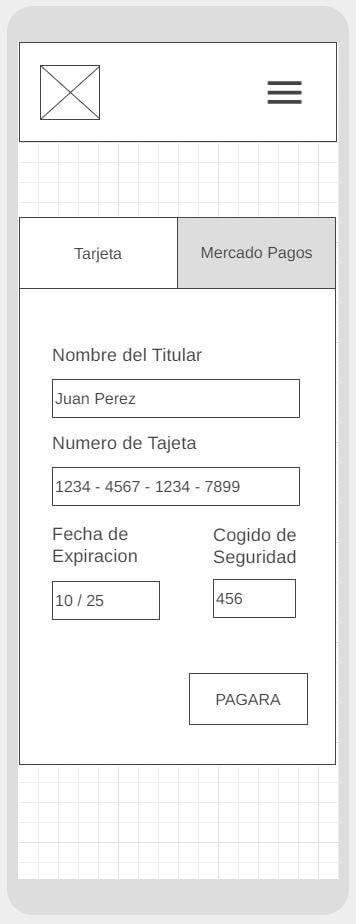 Tarjeta
Mercado Pagos
Nombre del Titular
Juan Perez
Numero de Tajeta
1234 - 4567 - 1234 - 7899
Fecha de
Expiracion
Cogido de
Seguridad
10 / 25
456
PAGARA